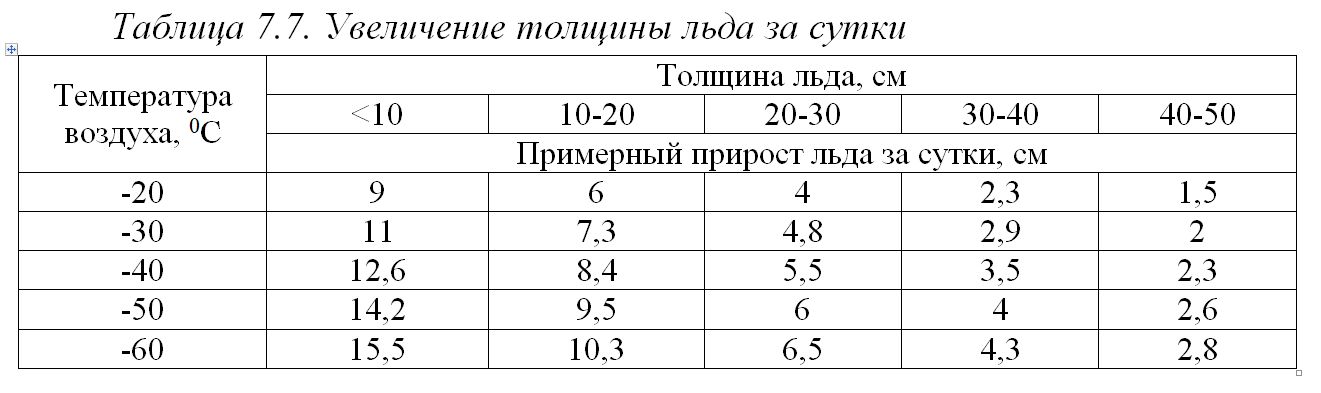 Таблица 7.7. Увеличение толщины льда за сутки
Температура воздуха, ⁰С
Толщина льда, см
<10 10-20 20-30 30-40 40-50
Примерный прирост льда за сутки, см
-20 9 6 4 2,3 1,5
-30 11 7,3 4,8 2,9 2
-40 12,6 8,4 5,5 3,5 2,3
-50 14,2 9,5 6 4 2,6
-60 15,5 10,3 6,5 4,3 2,8